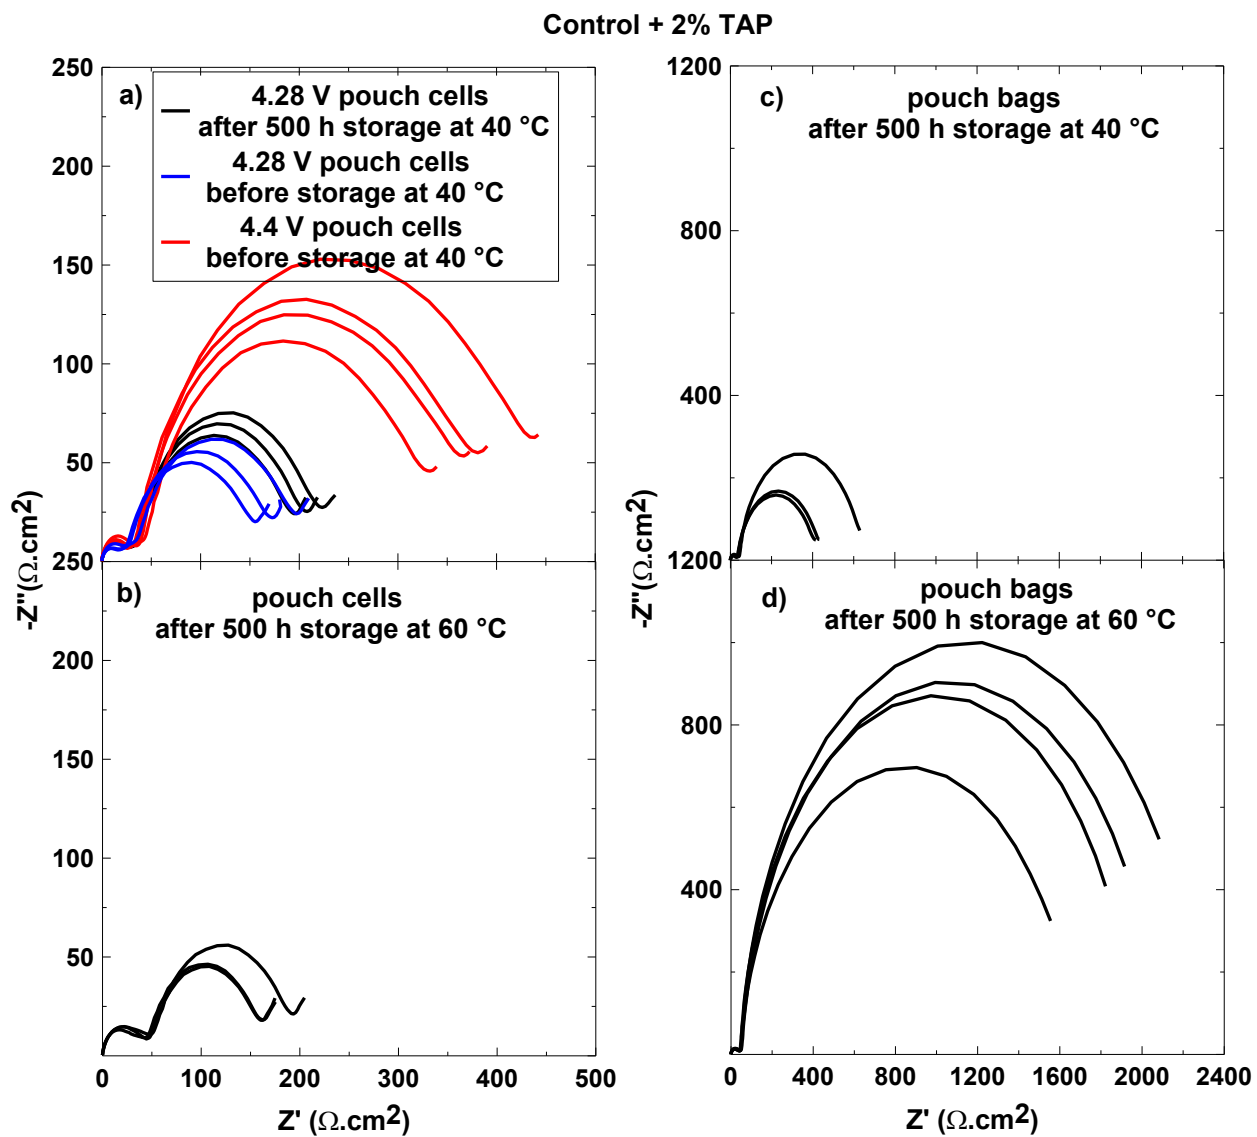 Control + 2% TAP
250
200
150
100
50
250
200
150
100
50
0
100
200
300
400
500
a)
4.28 V pouch cells
after 500 h storage at 40 °C
4.28 V pouch cells
before storage at 40 °C
4.4 V pouch cells
before storage at 40 °C
b)
pouch cells
after 500 h storage at 60 °C
-Z"(Ω.cm2)
Z' (Ω.cm2)
1200
800
400
1200
800
400
0
400
800
1200
1600
2000
2400
c)
pouch bags
after 500 h storage at 40 °C
d)
pouch bags
after 500 h storage at 60 °C
-Z"(Ω.cm2)
Z' (Ω.cm2)